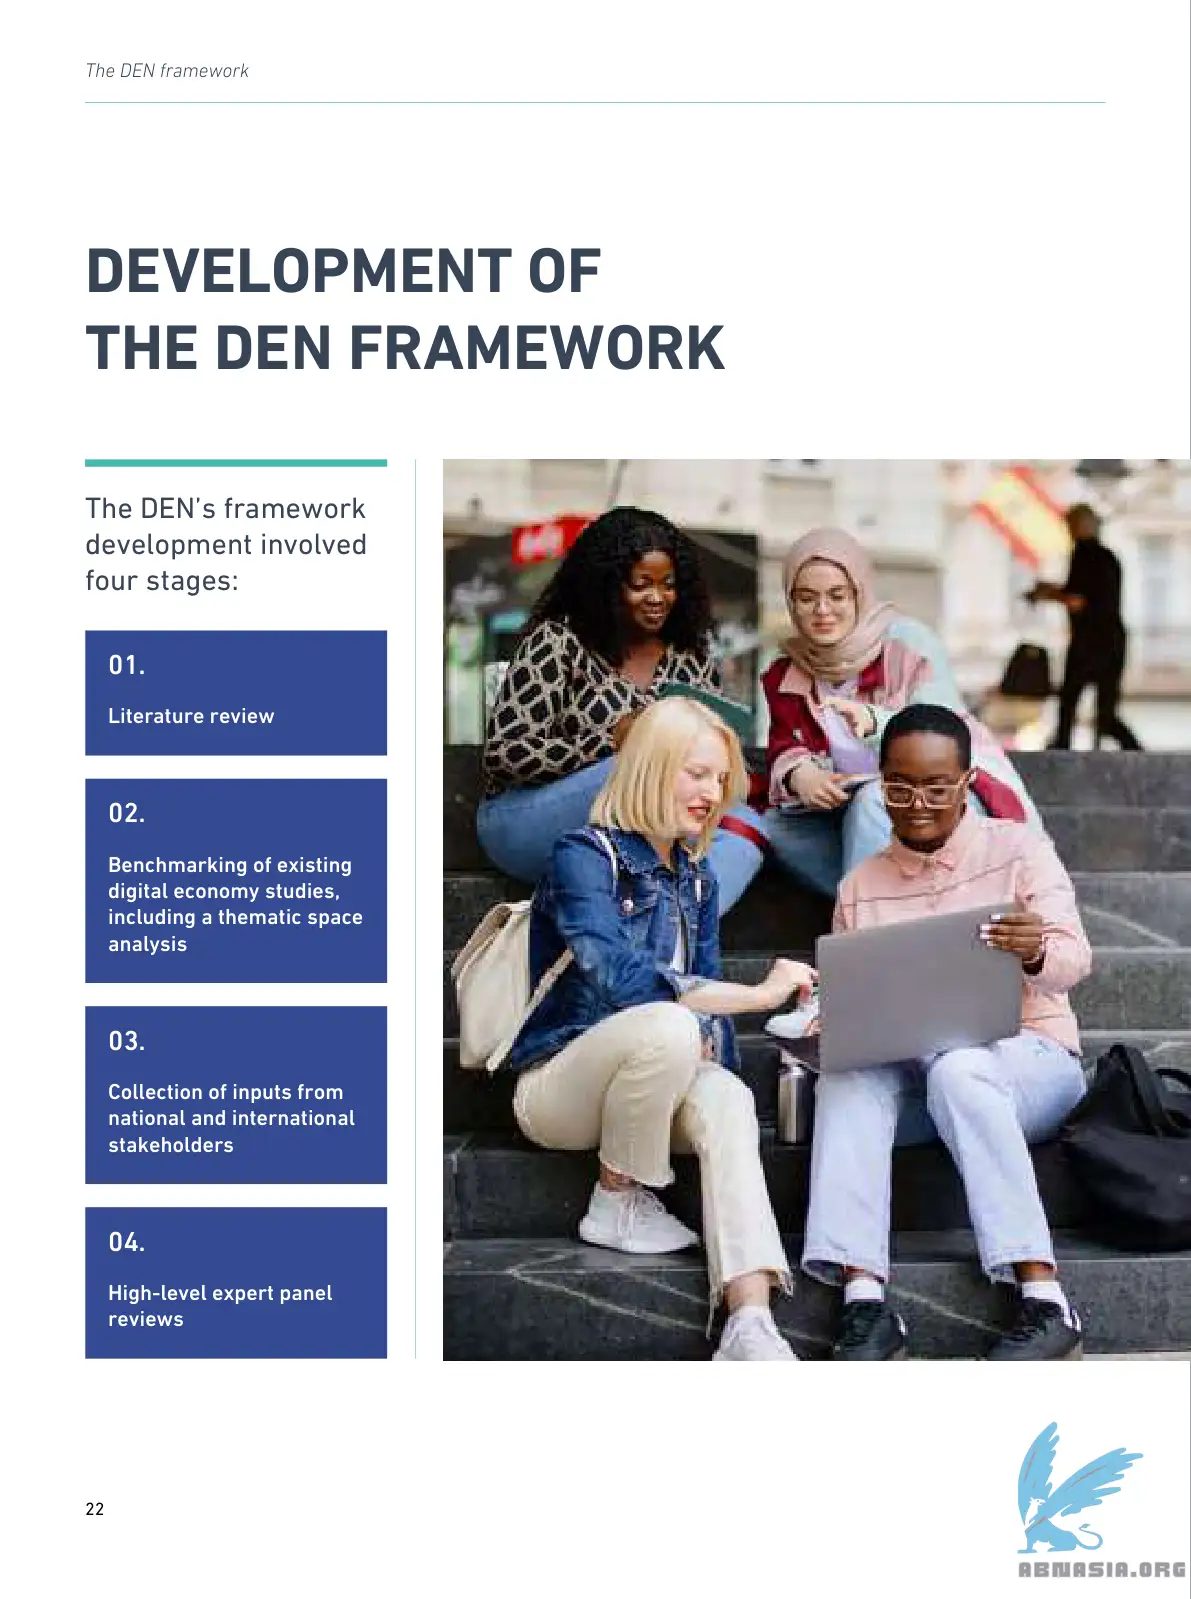 The DEN framework
DEVELOPMENT OF
THE DEN FRAMEWORK
The DEN’s framework
development involved
four stages:
01.
Literature review
02.
Benchmarking of existing
digital economy studies,
including a thematic space
analysis
03.
Collection of inputs from
national and international
stakeholders
04.
High-level expert panel
reviews
22
ABMASIA.ORG